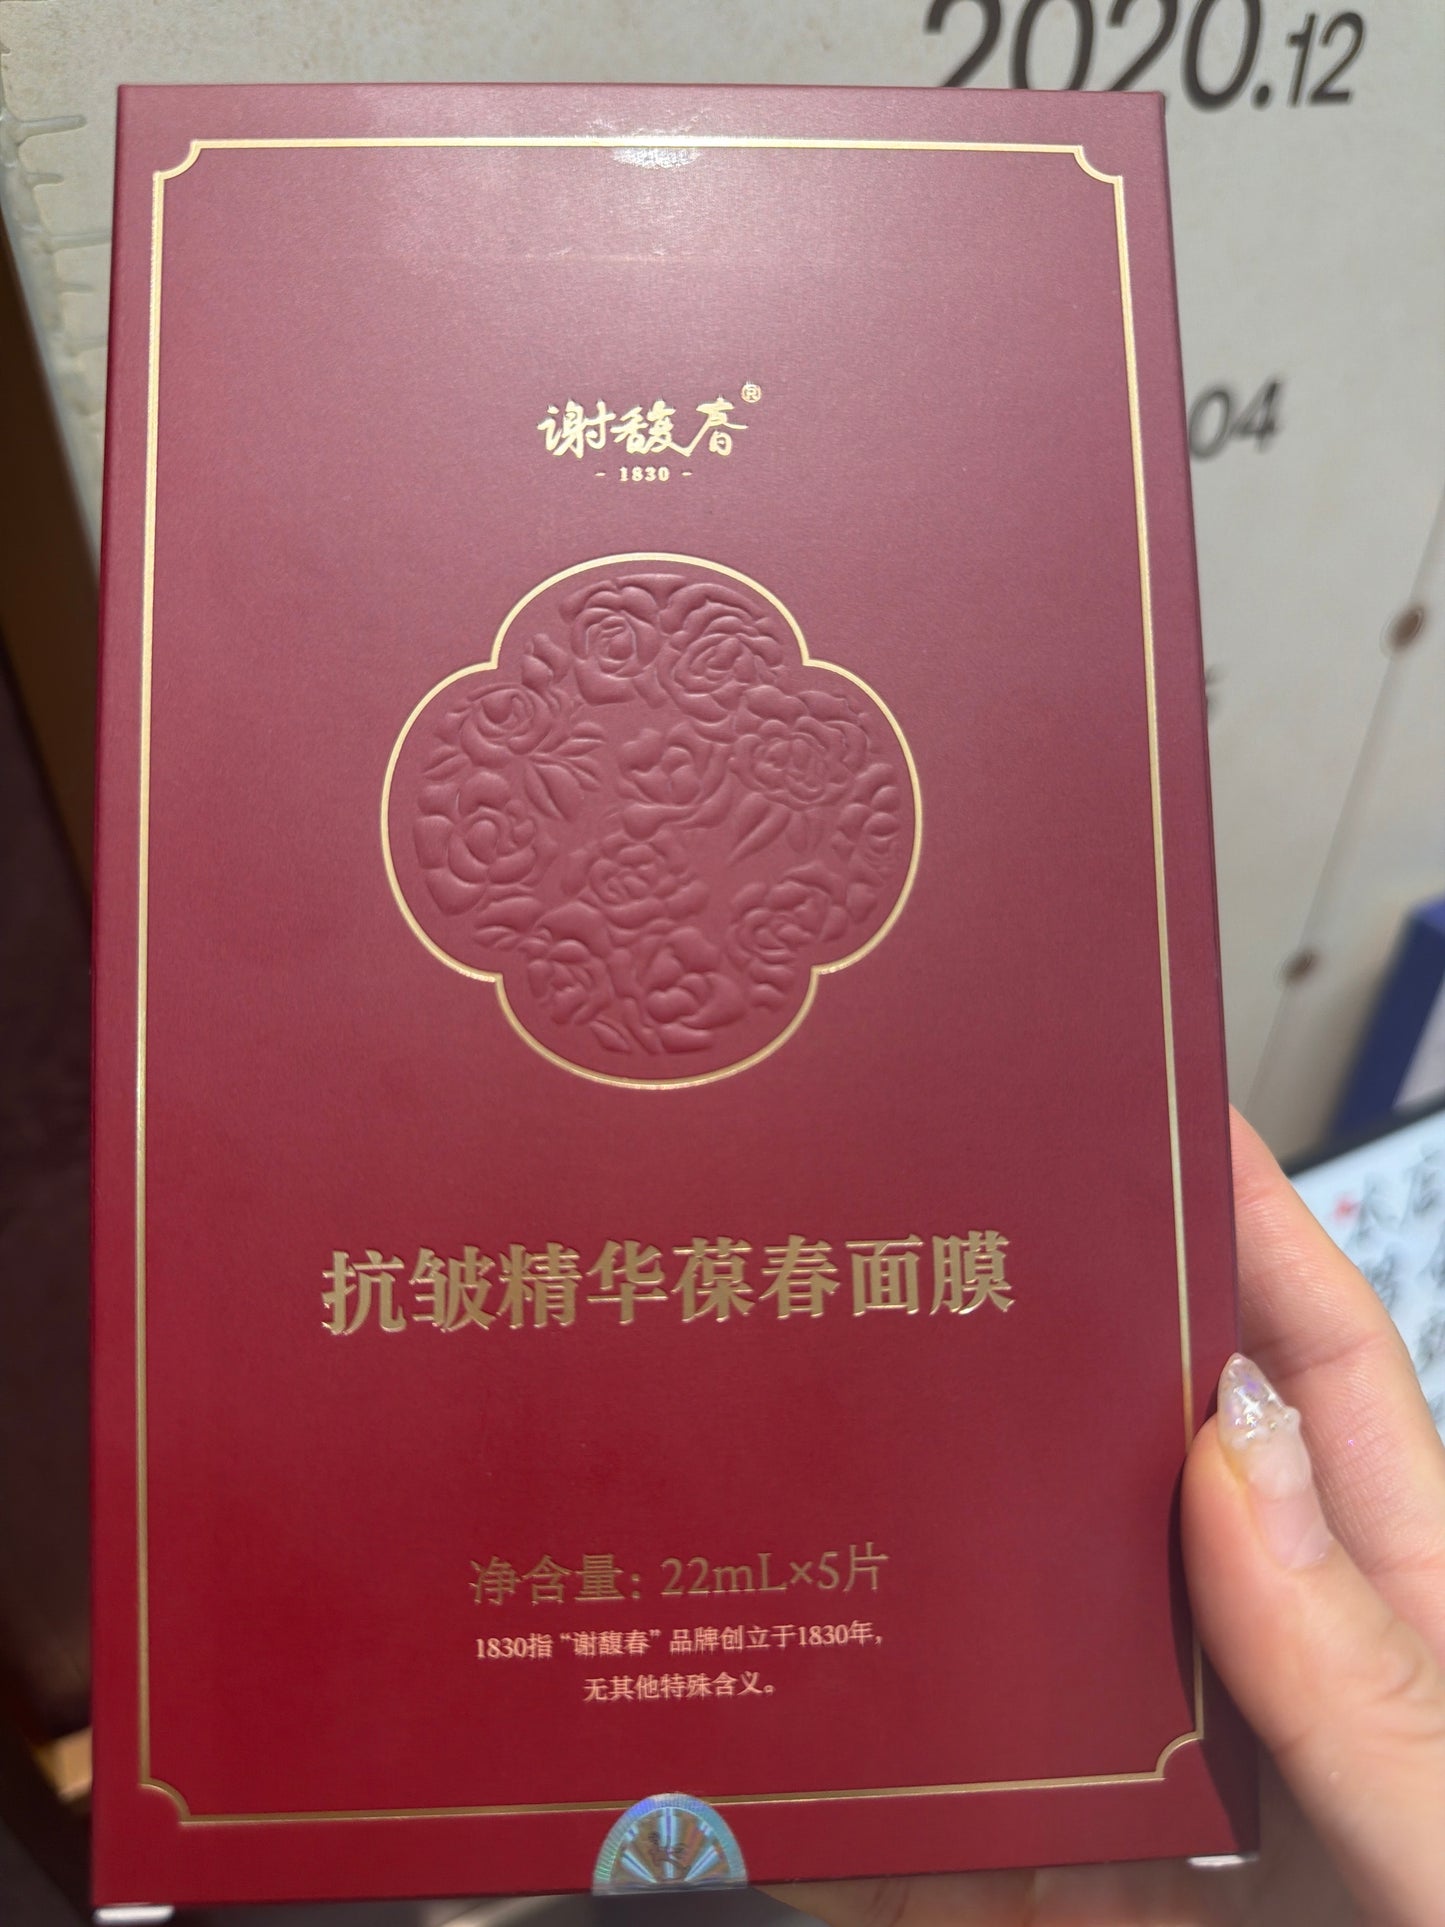 2020.12
04
谢馥春®
- 1830 -
抗皱精华葆春面膜
净含量: 22mL×5片
1830指“谢馥春”品牌创立于1830年，
无其他特殊含义。